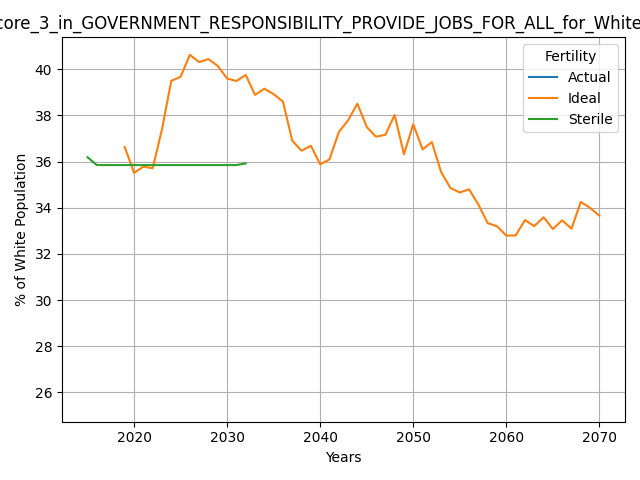 core_3_in_GOVERNMENT_RESPONSIBILITY_PROVIDE_JOBS_FOR_ALL_for_White
Fertility
Actual
Ideal
Sterile
% of White Population
40
38
36
34
32
30
28
26
2020
2030
2040
2050
2060
2070
Years